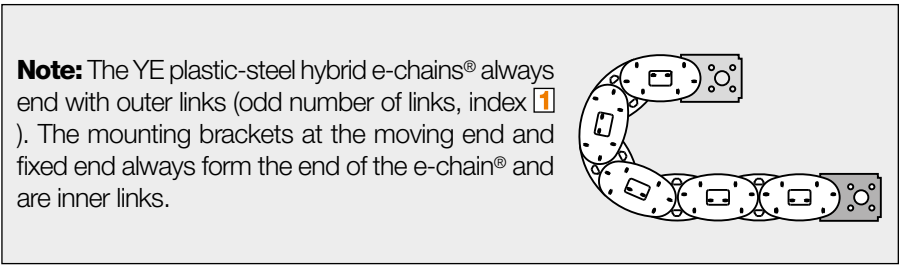 Note: The YE plastic-steel hybrid e-chains® always
end with outer links (odd number of links, index 1
). The mounting brackets at the moving end and
fixed end always form the end of the e-chain® and
are inner links.